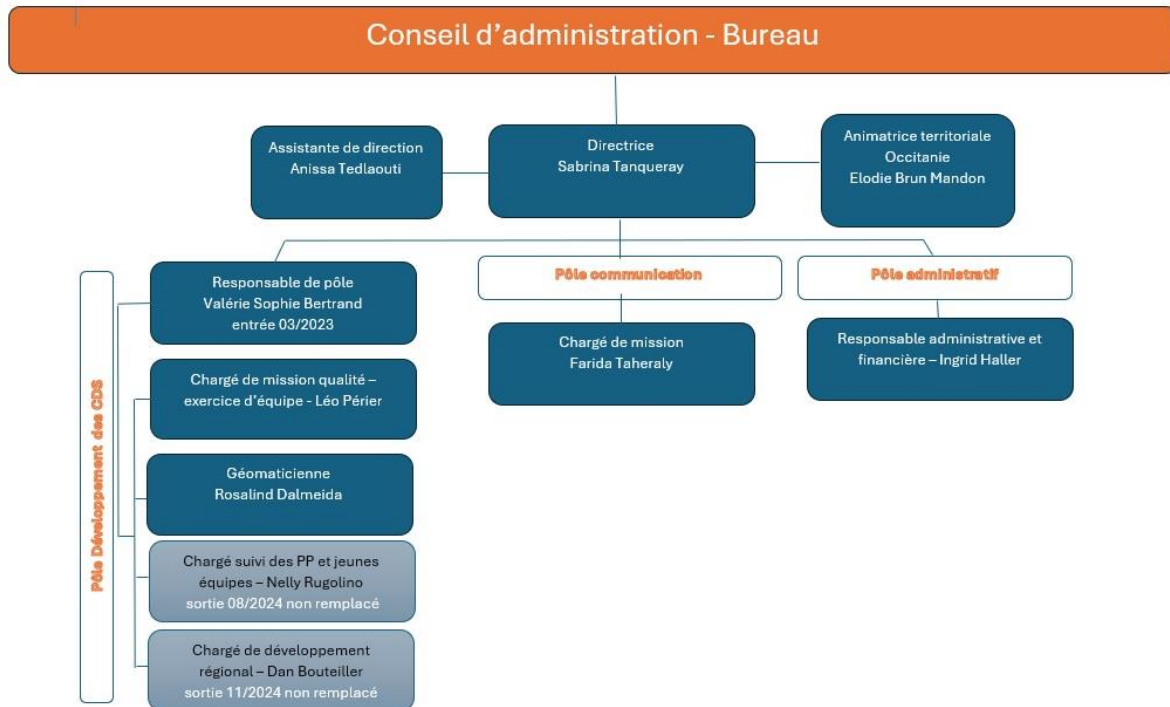 Conseil d’administration - Bureau
Assistante de direction
Anissa Tedlaouti
Directrice
Sabrina Tanqueray
Animatrice territoriale
Occitanie
Elodie Brun Mandon
Pôle Développement des CDS
Responsable de pôle
Valérie Sophie Bertrand
entrée 03/2023
Chargé de mission qualité –
exercice d’équipe - Léo Périer
Géomaticienne
Rosalind Dalmeida
Chargé suivi des PP et jeunes
équipes – Nelly Rugolino
sortie 08/2024 non remplacé
Chargé de développement
régional – Dan Bouteiller
sortie 11/2024 non remplacé
Pôle communication
Chargé de mission
Farida Taheraly
Pôle administratif
Responsable administrative et
financière – Ingrid Haller